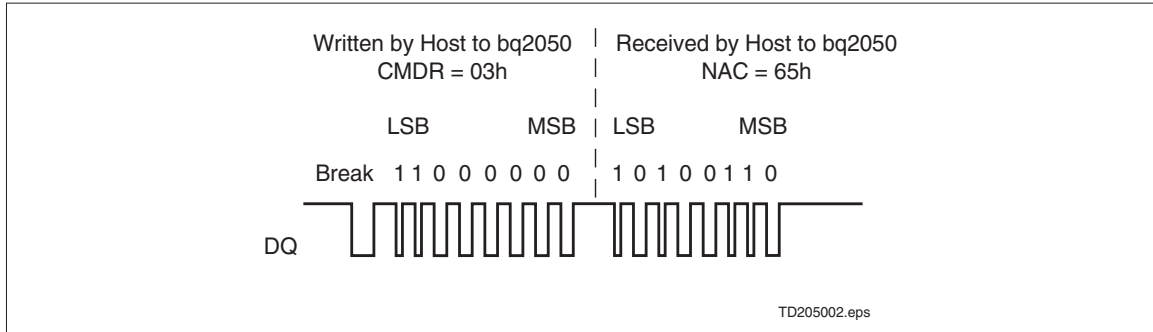 Written by Host to bq2050
CMDR = 03h
Received by Host to bq2050
NAC = 65h
LSB MSB LSB MSB
Break 1 1 0 0 0 0 0 0 1 0 1 0 0 1 1 0
DQ
TD205002.eps